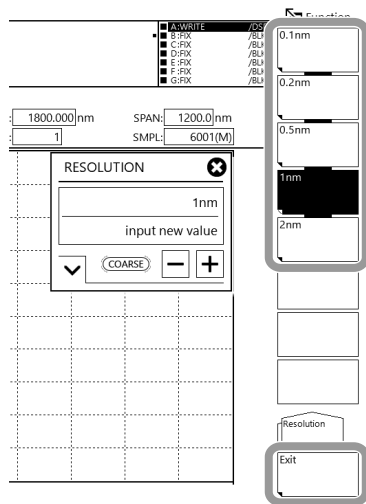 Function
A:WRITE /DSP
B:FIX /BLK
C:FIX /BLK
D:FIX /BLK
E:FIX /BLK
F:FIX /BLK
G:FIX /BLK
0.1nm
0.2nm
0.5nm
1nm
2nm
: 1800.000 nm SPAN: 1200.0 nm
: 1 SMPL: 6001(M)
RESOLUTION
1nm
input new value
COARSE
Resolution
Exit